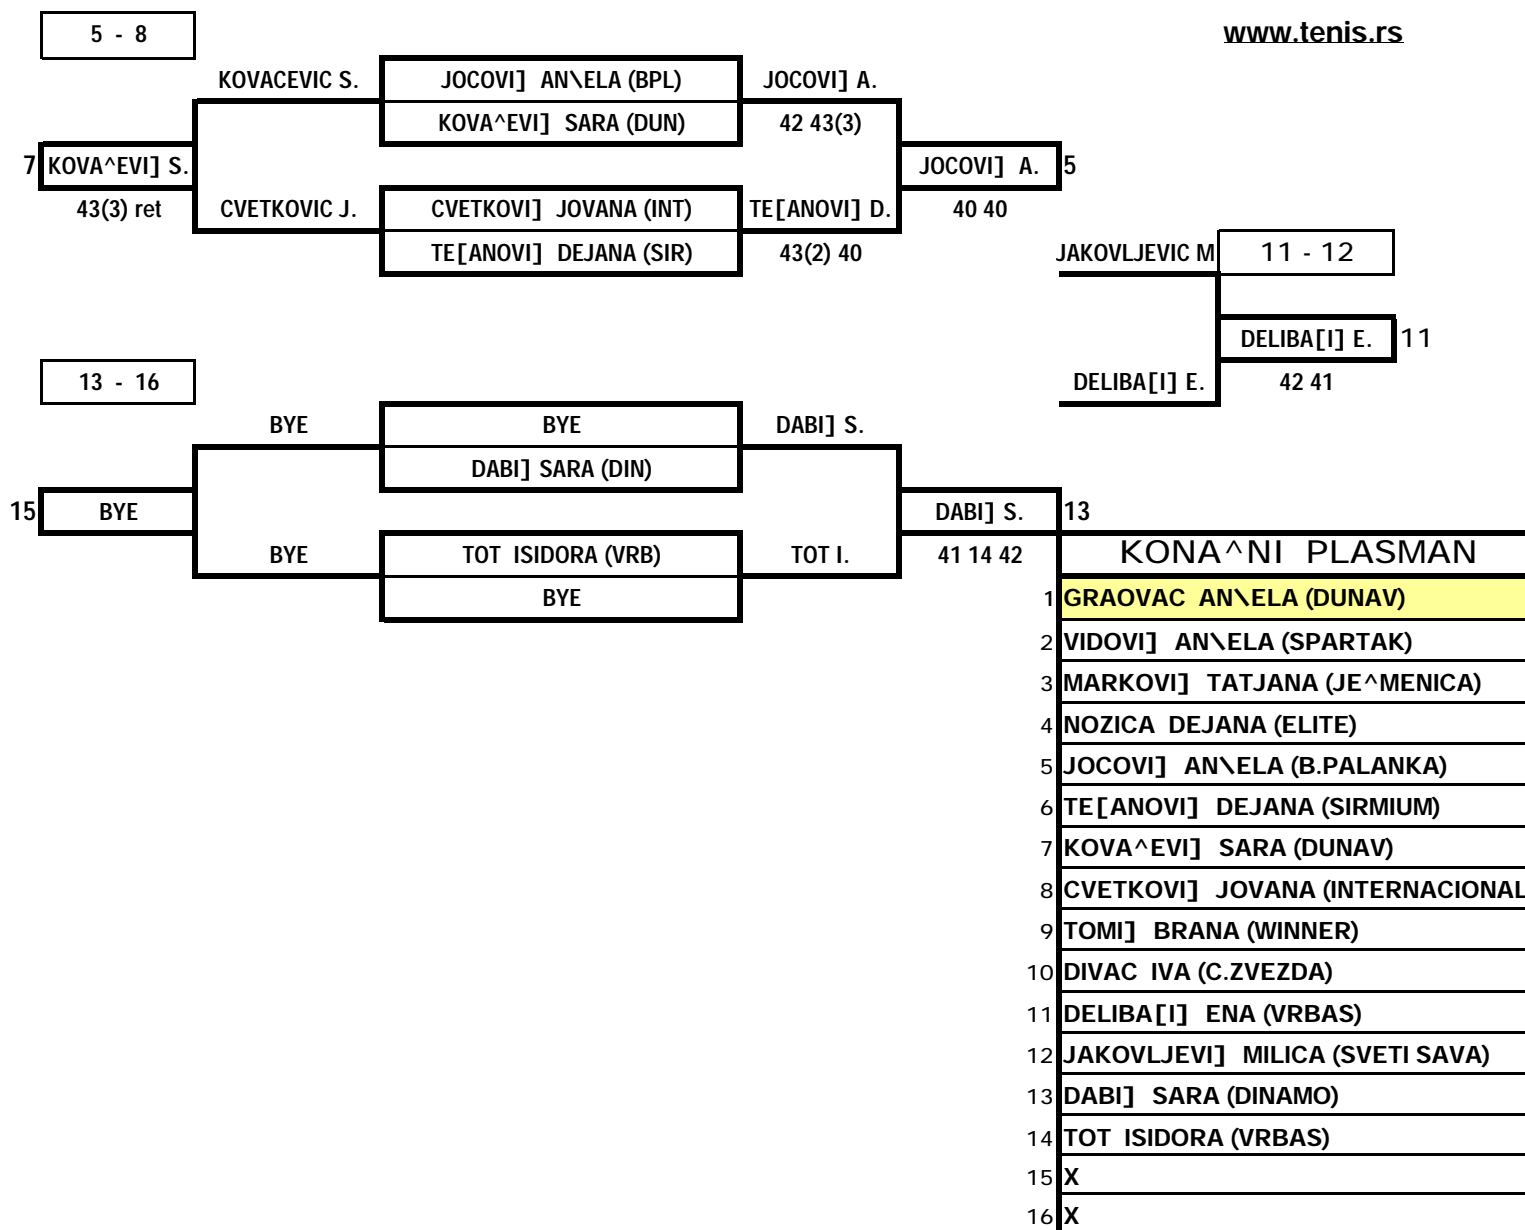 5 - 8
www.tenis.rs
KOVACEVIC S. JOCOVI] AN\ELA (BPL) JOCOVI] A.
KOVA^EVI] SARA (DUN) 42 43(3)
7 KOVA^EVI] S. JOCOVI] A. 5
43(3) ret CVETKOVIC J. CVETKOVI] JOVANA (INT) TE[ANOVI] D. 40 40
TE[ANOVI] DEJANA (SIR) 43(2) 40 JAKOVLJEVIC M 11 - 12
DELIBA[I] E. 11
13 - 16 DELIBA[I] E. 42 41
BYE BYE DABI] S.
DABI] SARA (DIN)
15 BYE DABI] S. 13
BYE TOT ISIDORA (VRB) TOT I. 41 14 42 KONA^NI PLASMAN
BYE 1 GRAOVAC AN\ELA (DUNAV)
2 VIDOVI] AN\ELA (SPARTAK)
3 MARKOVI] TATJANA (JE^MENICA)
4 NOZICA DEJANA (ELITE)
5 JOCOVI] AN\ELA (B.PALANKA)
6 TE[ANOVI] DEJANA (SIRMIUM)
7 KOVA^EVI] SARA (DUNAV)
8 CVETKOVI] JOVANA (INTERNACIONAL
9 TOMI] BRANA (WINNER)
10 DIVAC IVA (C.ZVEZDA)
11 DELIBA[I] ENA (VRBAS)
12 JAKOVLJEVI] MILICA (SVETI SAVA)
13 DABI] SARA (DINAMO)
14 TOT ISIDORA (VRBAS)
15 X
16 X